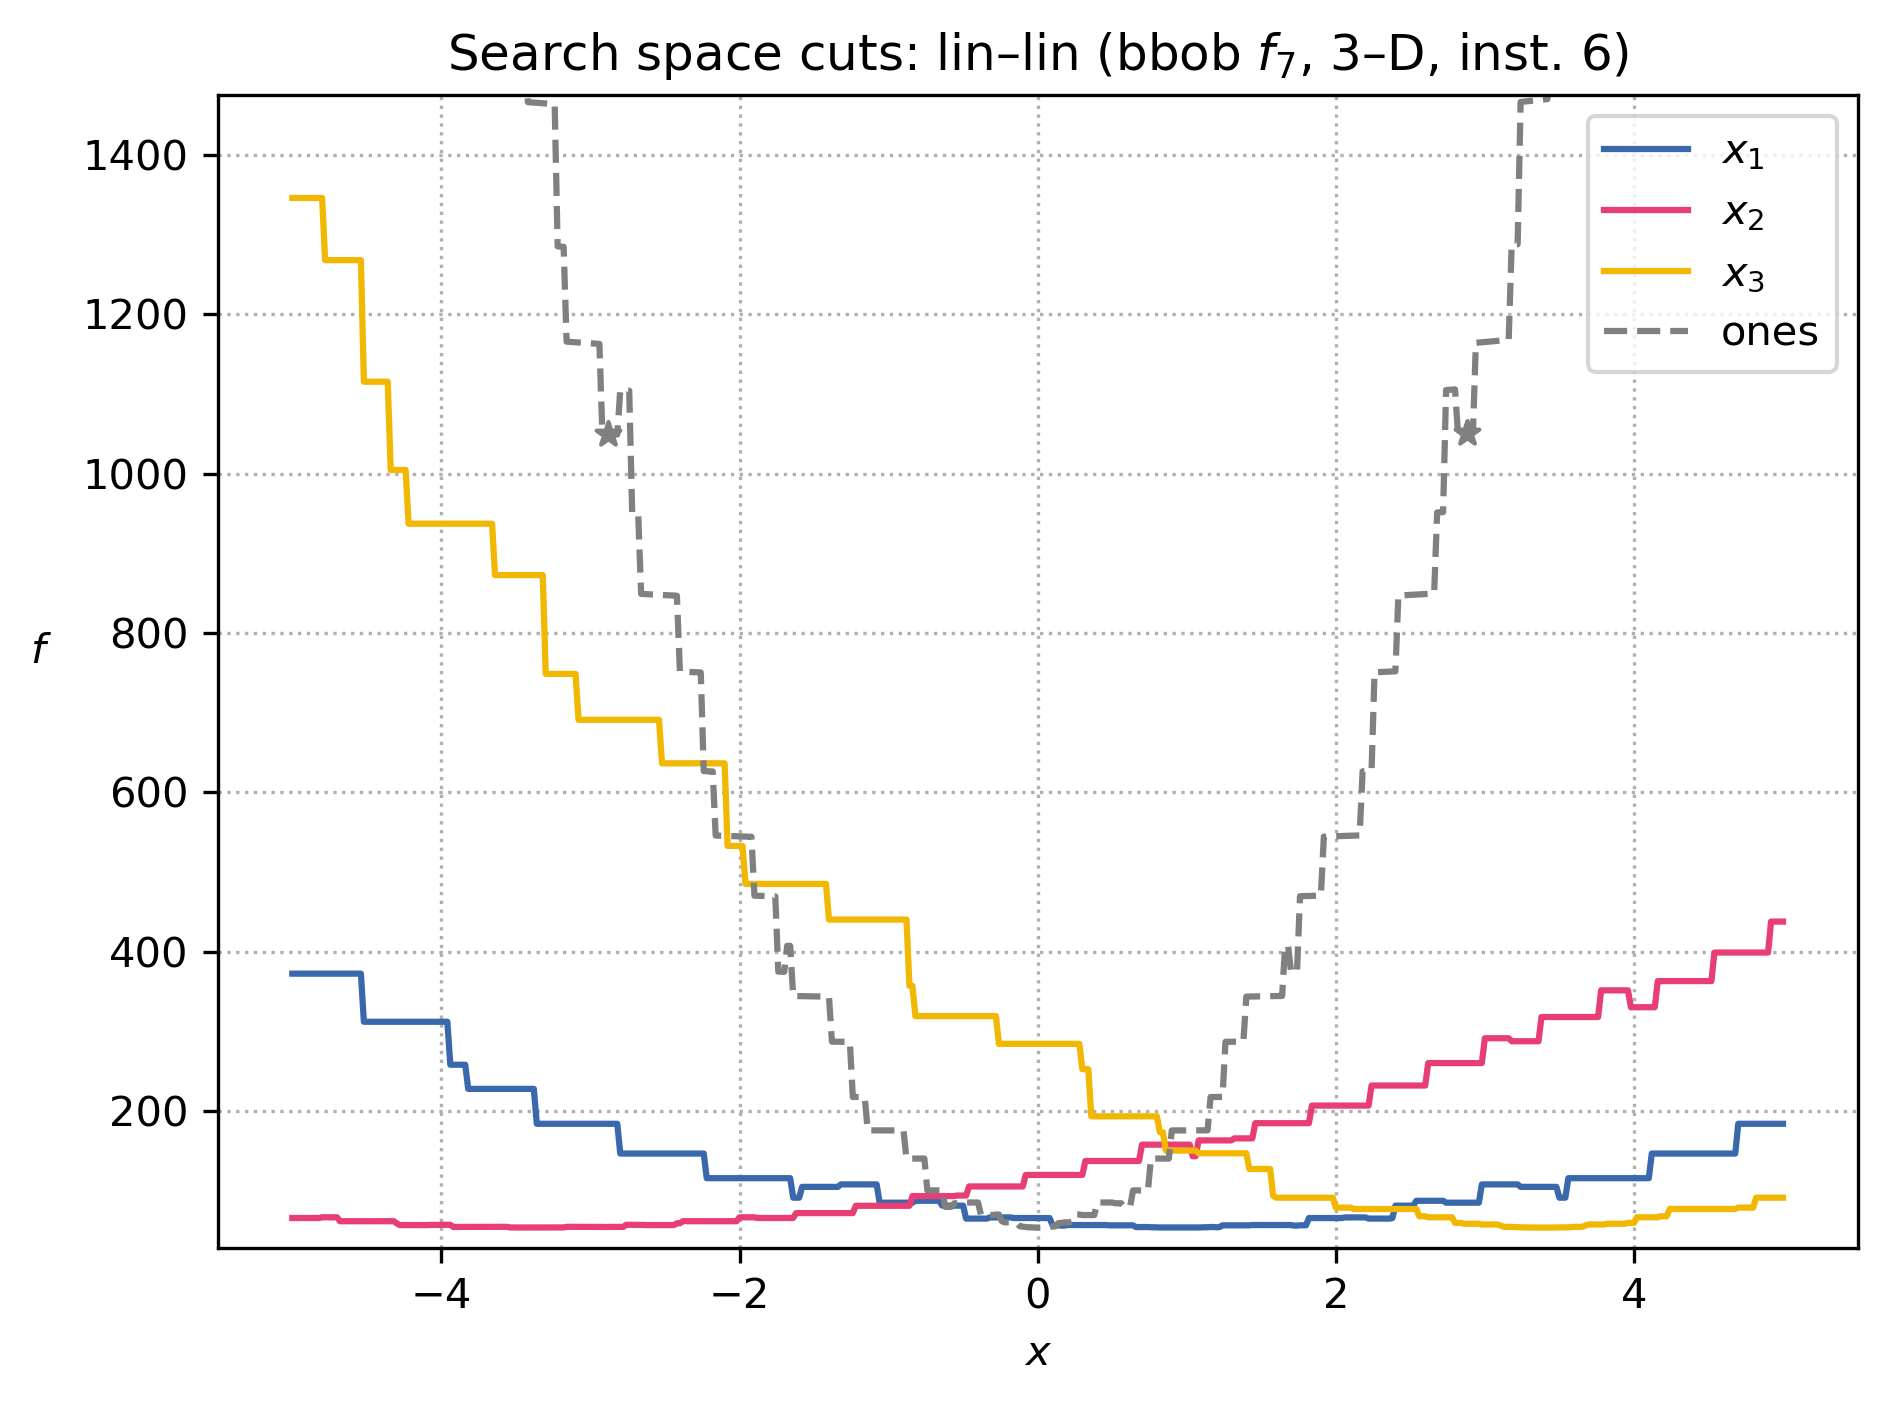 Search space cuts: lin–lin (bbob f₇, 3–D, inst. 6)
1400
1200
1000
800
600
400
200
f
−4
−2
0
2
4
x
x₁
x₂
x₃
ones